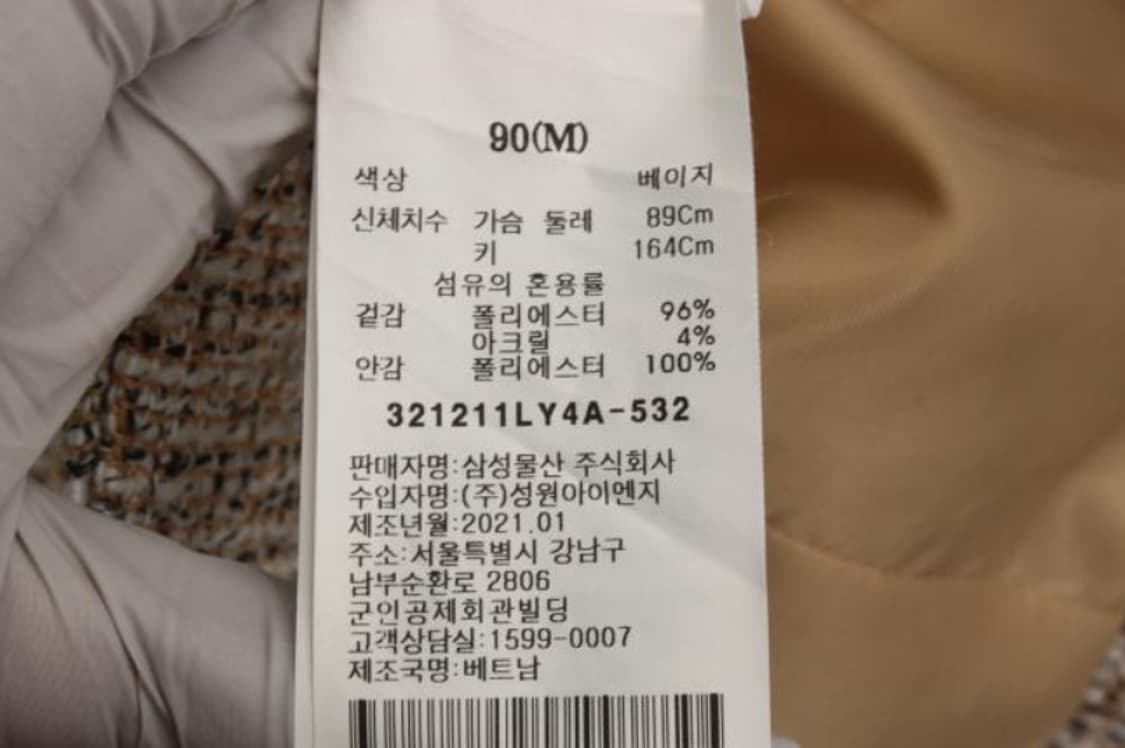 90(M)
색상 베이지
신체치수 가슴 둘레 89Cm
키 164Cm
섬유의 혼용률
겉감 폴리에스터 96%
아크릴 4%
안감 폴리에스터 100%
321211LY4A-532
판매자명:삼성물산 주식회사
수입자명:(주)성원아이엔지
제조년월:2021.01
주소:서울특별시 강남구
남부순환로 2806
군인공제회관빌딩
고객상담실:1599-0007
제조국명:베트남